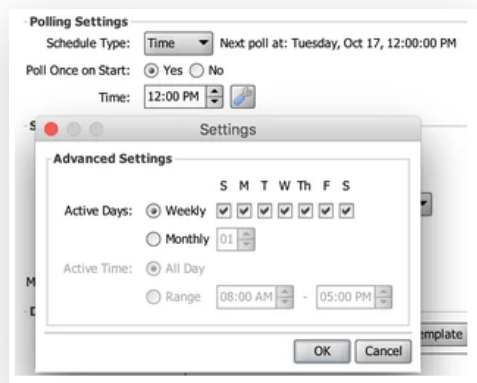 Polling Settings
Schedule Type: Time Next poll at: Tuesday, Oct 17, 12:00:00 PM
Poll Once on Start: Yes No
Time: 12:00 PM
S
Settings
Advanced Settings
S M T W Th F S
Active Days: Weekly
Monthly 01
Active Time: All Day
M
Range 08:00 AM - 05:00 PM
D
emplate
OK Cancel